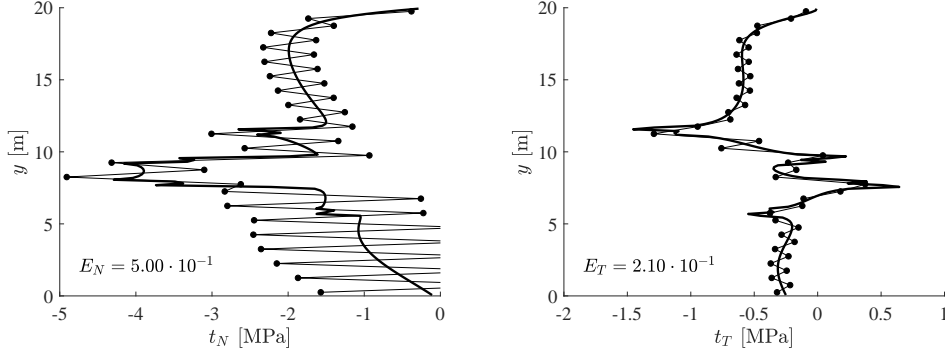 20
15
10
5
0
y [m]
E_N = 5.00 · 10^{-1}
-5 -4 -3 -2 -1 0
t_N [MPa]
20
15
10
5
0
y [m]
E_T = 2.10 · 10^{-1}
-2 -1.5 -1 -0.5 0 0.5 1
t_T [MPa]